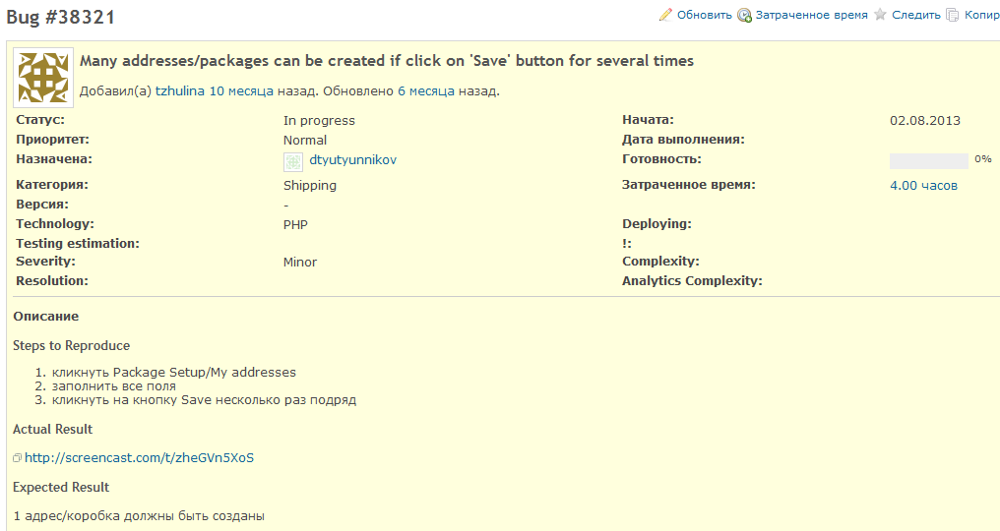 Bug #38321
Обновить Затраченное время Следить Копир
Many addresses/packages can be created if click on 'Save' button for several times
Добавил(а) tzhulina 10 месяца назад. Обновлено 6 месяца назад.
Статус: In progress Начата: 02.08.2013
Приоритет: Normal Дата выполнения:
Назначена: dtyutyunnikov Готовность: 0%
Категория: Shipping Затраченное время: 4.00 часов
Версия: -
Technology: PHP Deploying:
Testing estimation: !:
Severity: Minor Complexity:
Resolution: Analytics Complexity:
Описание
Steps to Reproduce
1. кликнуть Package Setup/My addresses
2. заполнить все поля
3. кликнуть на кнопку Save несколько раз подряд
Actual Result
http://screencast.com/t/zheGVn5XoS
Expected Result
1 адрес/коробка должны быть созданы